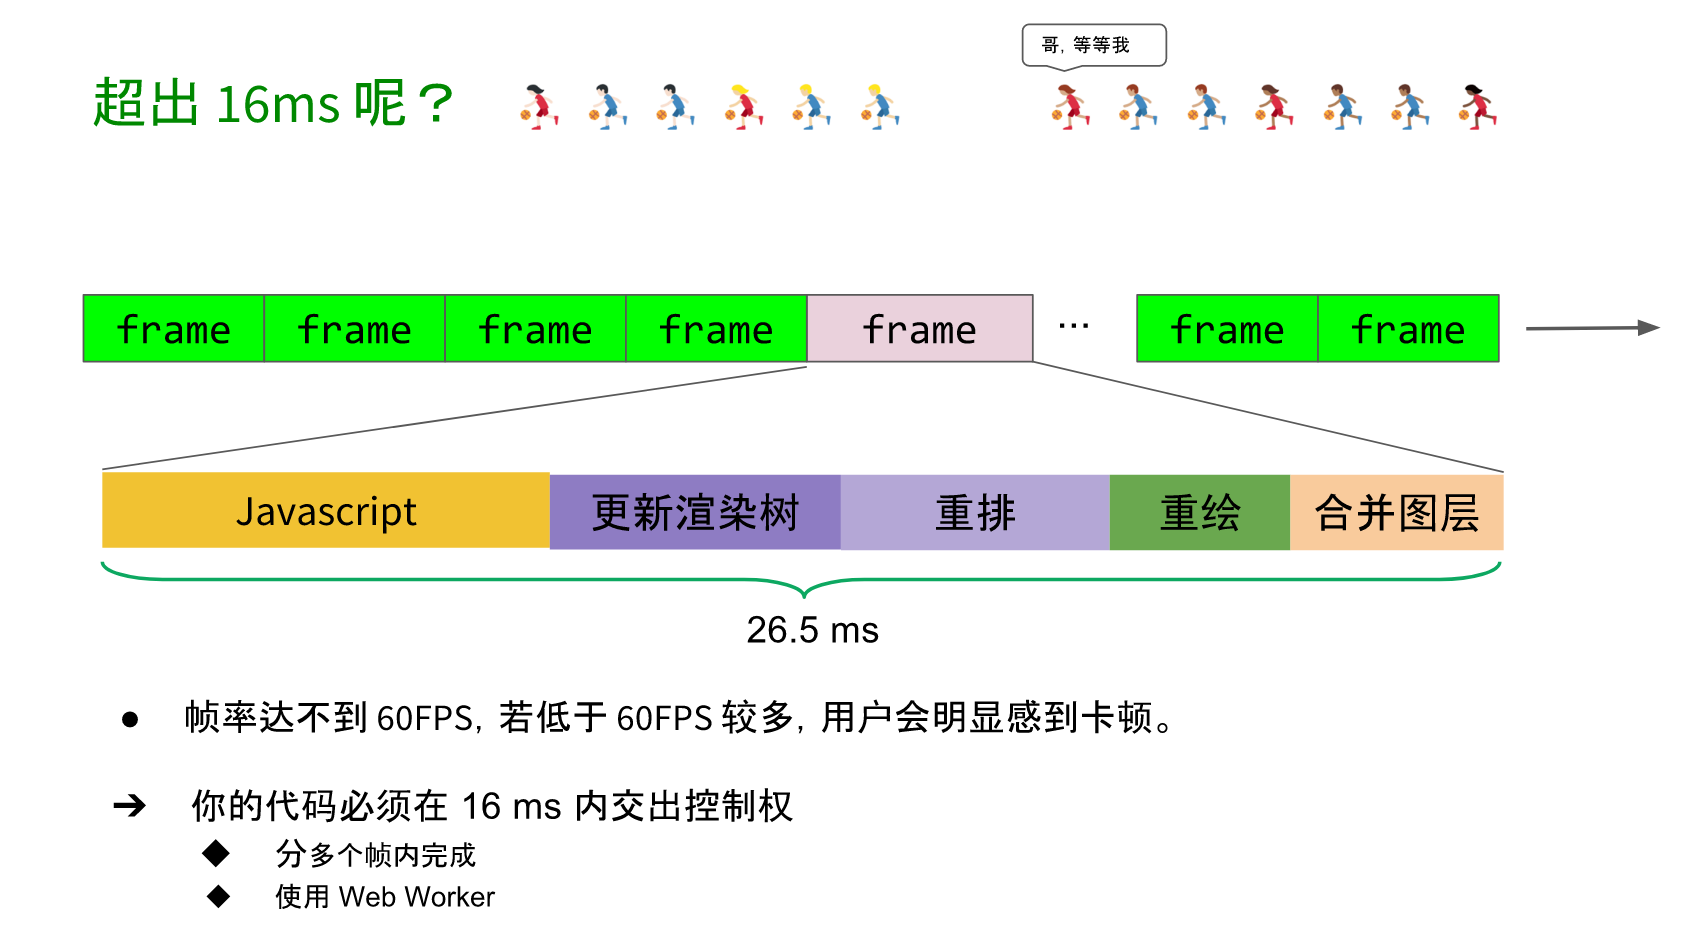 哥,等等我
超出 16ms 呢？
frame frame frame frame frame ... frame frame
Javascript 更新渲染树 重排 重绘 合并图层
26.5 ms
● 帧率达不到 60FPS,若低于 60FPS 较多,用户会明显感到卡顿。
➔ 你的代码必须在 16 ms 内交出控制权
◆ 分多个帧内完成
◆ 使用 Web Worker